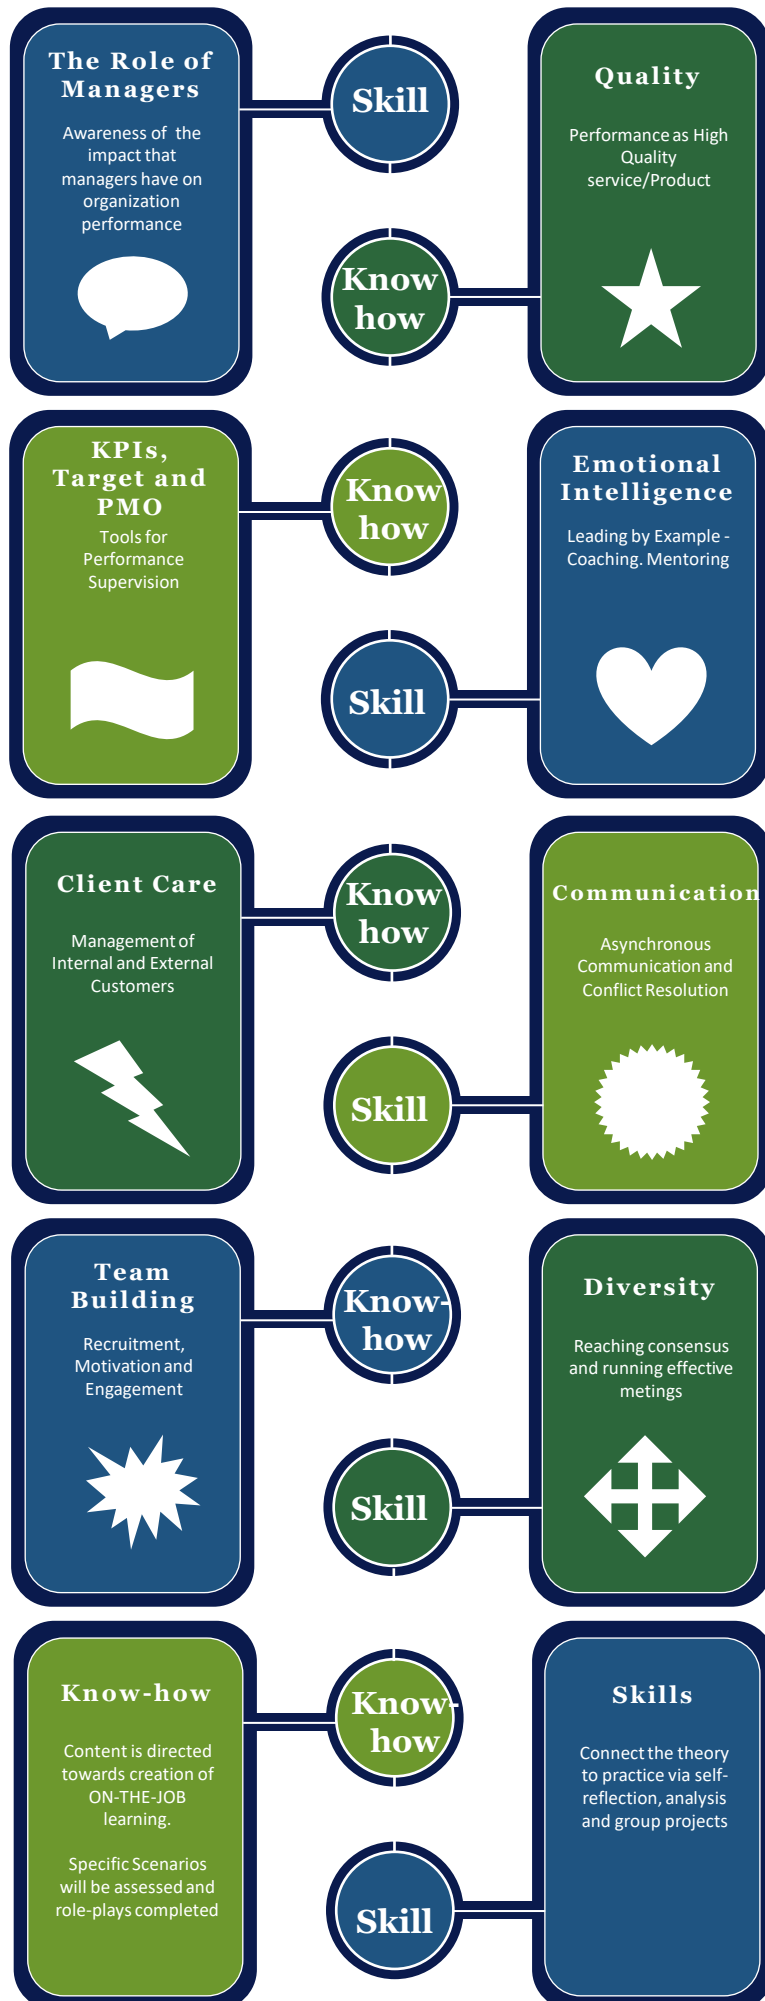 The Role of
Managers
Awareness of the
impact that
managers have on
organization
performance
Skill
Quality
Performance as High
Quality
service/Product
Know
how
KPIs,
Target and
PMO
Tools for
Performance
Supervision
Know
how
Emotional
Intelligence
Leading by Example -
Coaching. Mentoring
Skill
Client Care
Management of
Internal and External
Customers
Know
how
Communication
Asynchronous
Communication and
Conflict Resolution
Skill
Team
Building
Recruitment,
Motivation and
Engagement
Know-
how
Diversity
Reaching consensus
and running effective
metings
Skill
Know-how
Content is directed
towards creation of
ON-THE-JOB
learning.
Specific Scenarios
will be assessed and
role-plays completed
Know-
how
Skills
Connect the theory
to practice via self-
reflection, analysis
and group projects
Skill